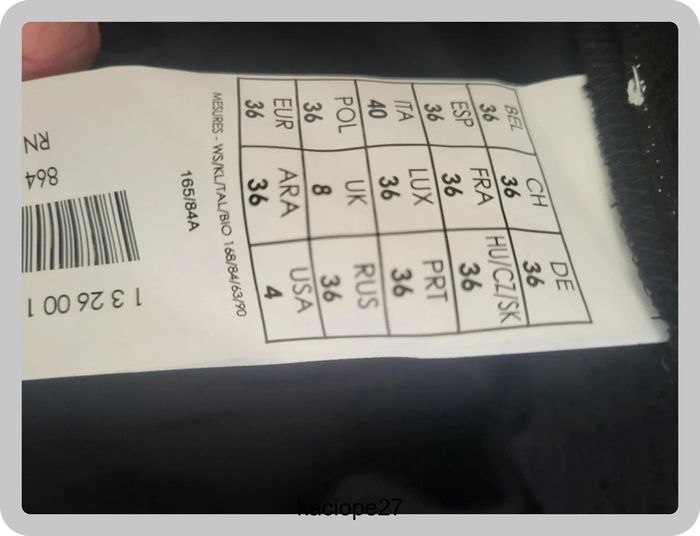 BEL CH DE
36 36 36
ESP FRA HU/CZ/SK
36 36 36
ITA LUX PRT
40 36 36
POL UK RUS
36 8 36
EUR ARA USA
36 36 4
MESURES - WS/KL/TAL/BIO 168/84/63/90
165/84A
RN
864
1 3 26 00 1
kaciope27